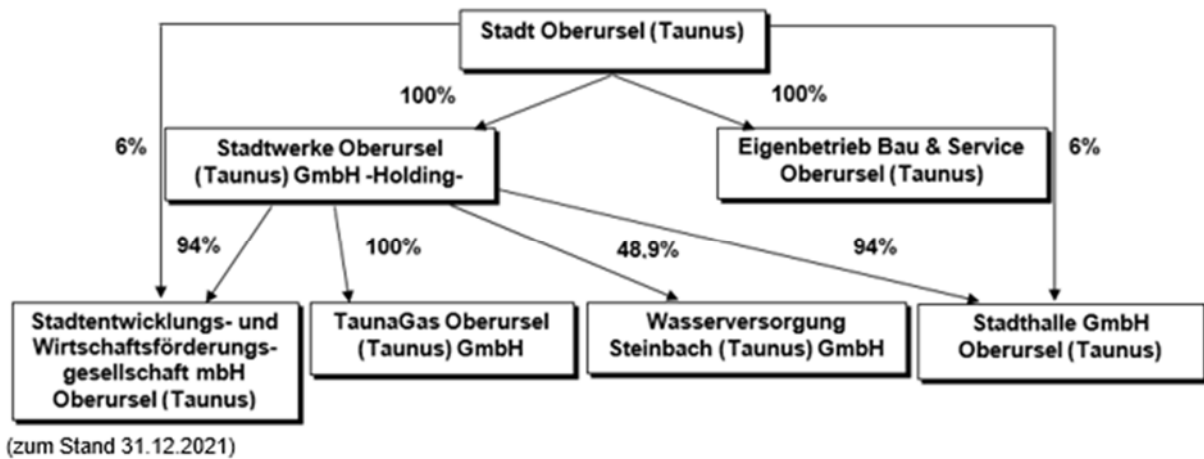 Stadt Oberursel (Taunus)
100%
100%
6%
Stadtwerke Oberursel
(Taunus) GmbH -Holding-
Eigenbetrieb Bau & Service
Oberursel (Taunus)
6%
94%
100%
48,9%
94%
Stadtentwicklungs- und
Wirtschaftsförderungs-
gesellschaft mbH
Oberursel (Taunus)
TaunaGas Oberursel
(Taunus) GmbH
Wasserversorgung
Steinbach (Taunus) GmbH
Stadthalle GmbH
Oberursel (Taunus)
(zum Stand 31.12.2021)